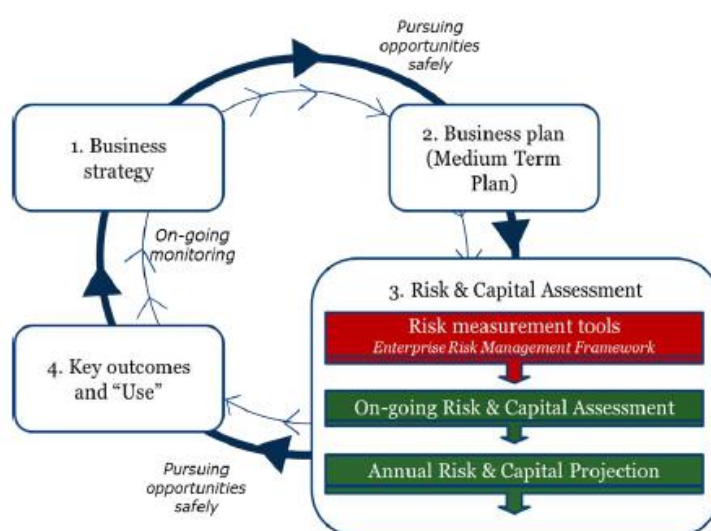 Pursuing
opportunities
safely
1. Business
strategy
2. Business plan
(Medium Term
Plan)
On-going
monitoring
3. Risk & Capital Assessment
Risk measurement tools
Enterprise Risk Management Framework
On-going Risk & Capital Assessment
Annual Risk & Capital Projection
4. Key outcomes
and “Use”
Pursuing
opportunities
safely